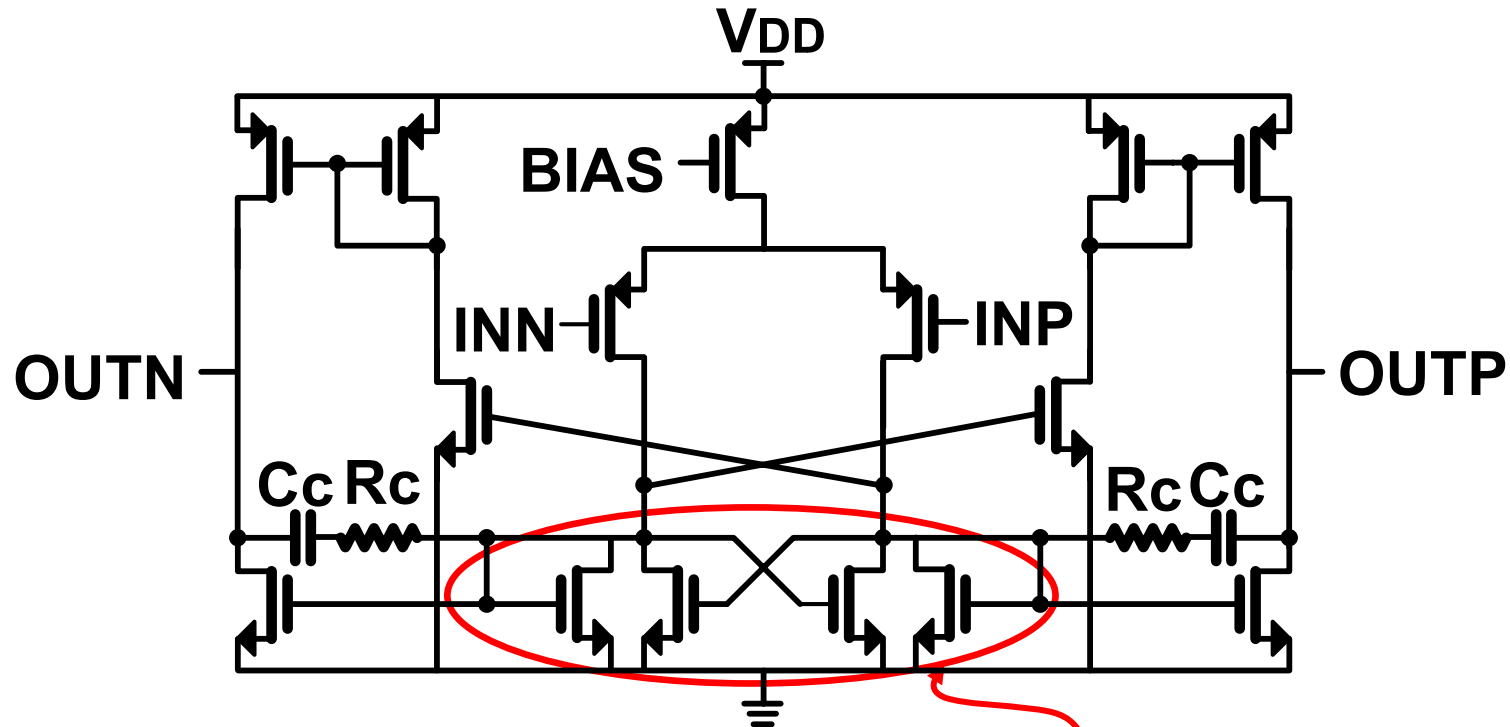 VDD
BIAS
INN
INP
OUTN
OUTP
Cc Rc
Rc Cc